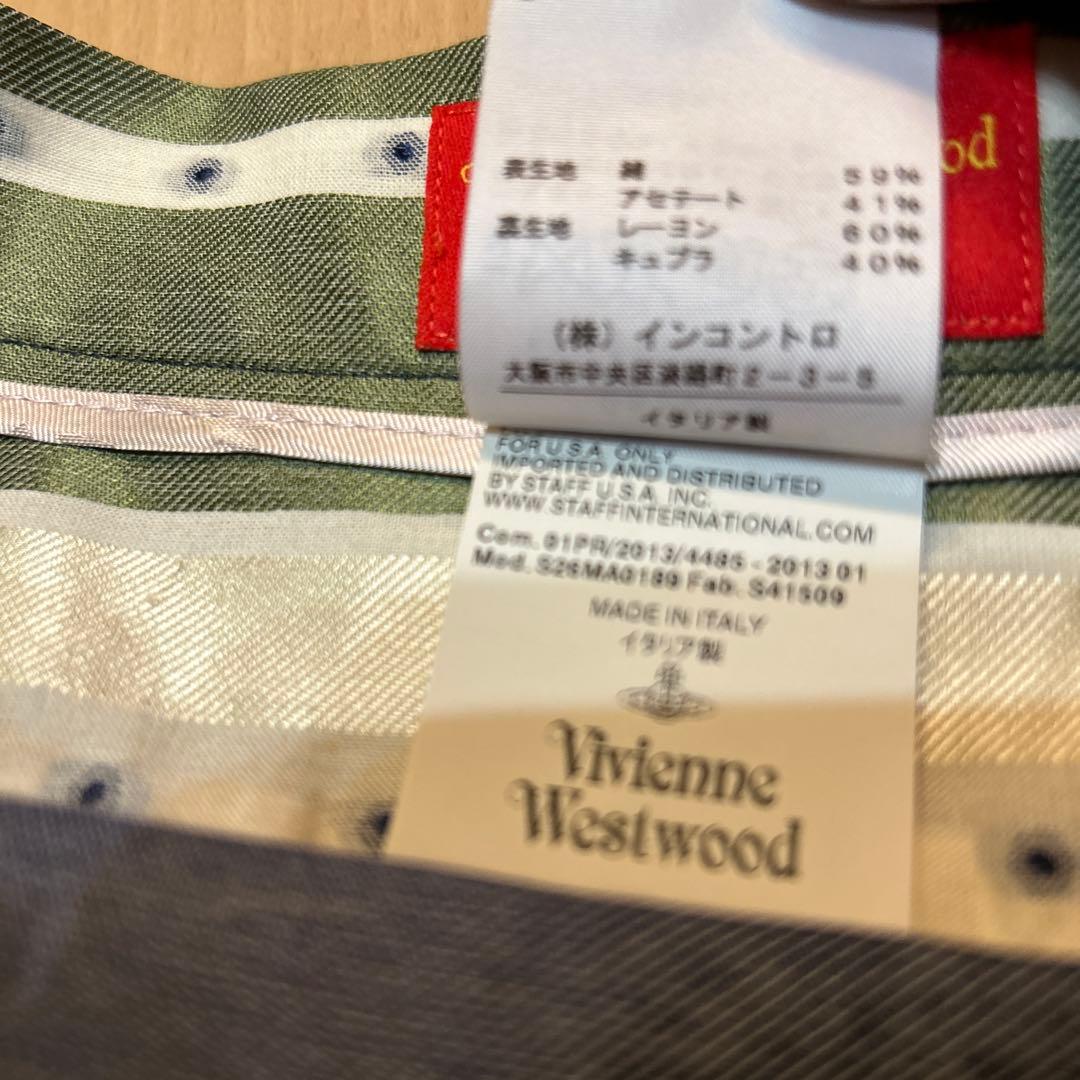 表生地 綿 59%
アセテート 41%
裏生地 レーヨン 60%
キュプラ 40%
(株) インコントロ
大阪市中央区淡路町2-3-5
イタリア製
ood
FOR U.S.A. ONLY
IMPORTED AND DISTRIBUTED
BY STAFF U.S.A. INC.
WWW.STAFFINTERNATIONAL.COM
Com. 01PR/2013/4485 - 2013 01
Mod. S26MA0189 Fab. S41509
MADE IN ITALY
イタリア製
Vivienne
Westwood